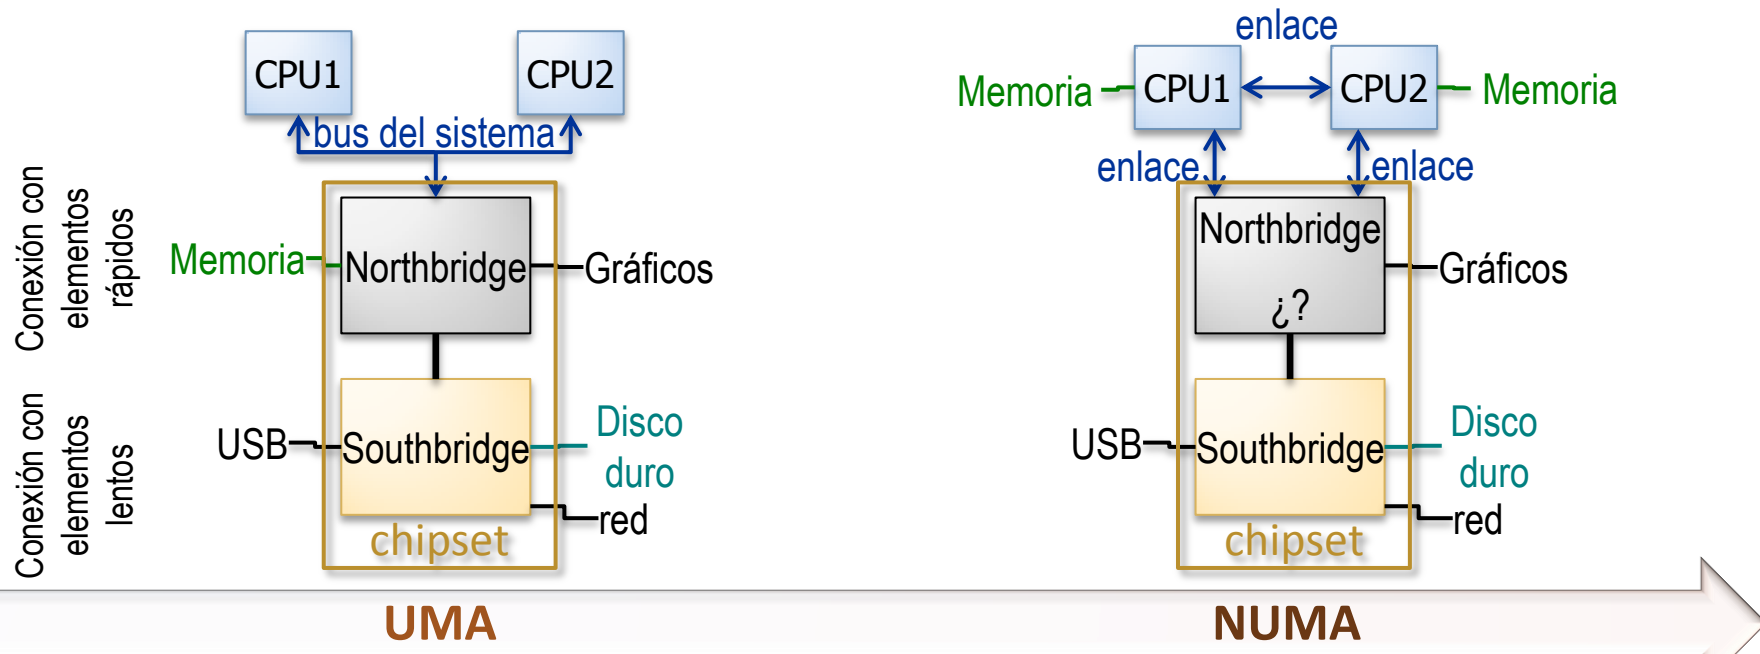 CPU1
CPU2
bus del sistema
Conexión con
elementos
rápidos
Memoria
Northbridge
Gráficos
Conexión con
elementos
lentos
USB
Southbridge
Disco
duro
red
chipset
UMA
enlace
Memoria
CPU1
CPU2
Memoria
enlace
enlace
Northbridge
¿?
Gráficos
USB
Southbridge
Disco
duro
red
chipset
NUMA